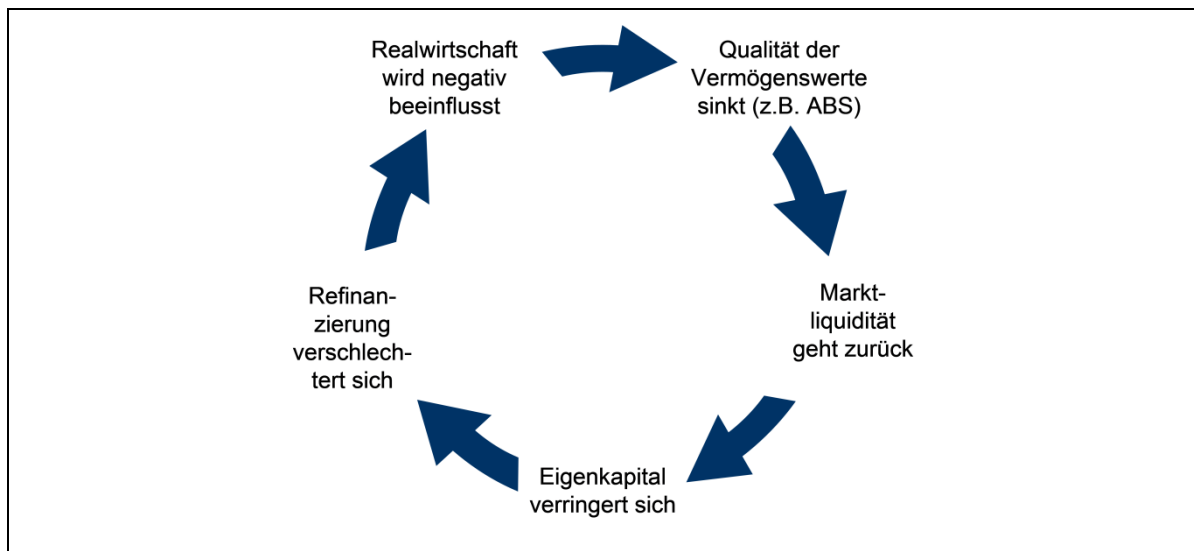 Realwirtschaft
wird negativ
beeinflusst
Qualität der
Vermögenswerte
sinkt (z.B. ABS)
Markt-
liquidität
geht zurück
Eigenkapital
verringert sich
Refinan-
zierung
verschlech-
tert sich